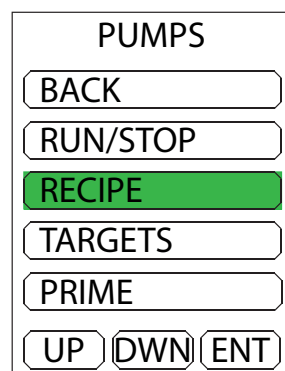 PUMPS
BACK
RUN/STOP
RECIPE
TARGETS
PRIME
UP DWN ENT